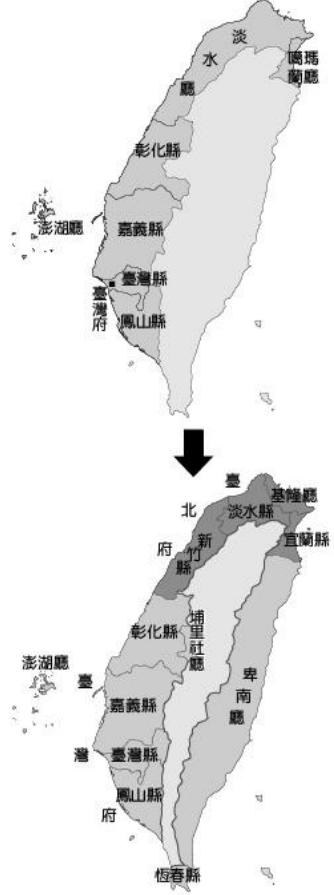 淡水廳
噶瑪蘭廳
彰化縣
澎湖廳
嘉義縣
臺灣縣
臺灣府
鳳山縣
臺北府
基隆廳
淡水縣
新竹縣
宜蘭縣
埔里社廳
彰化縣
卑南廳
澎湖廳
臺灣府
嘉義縣
臺灣縣
鳳山縣
恆春縣